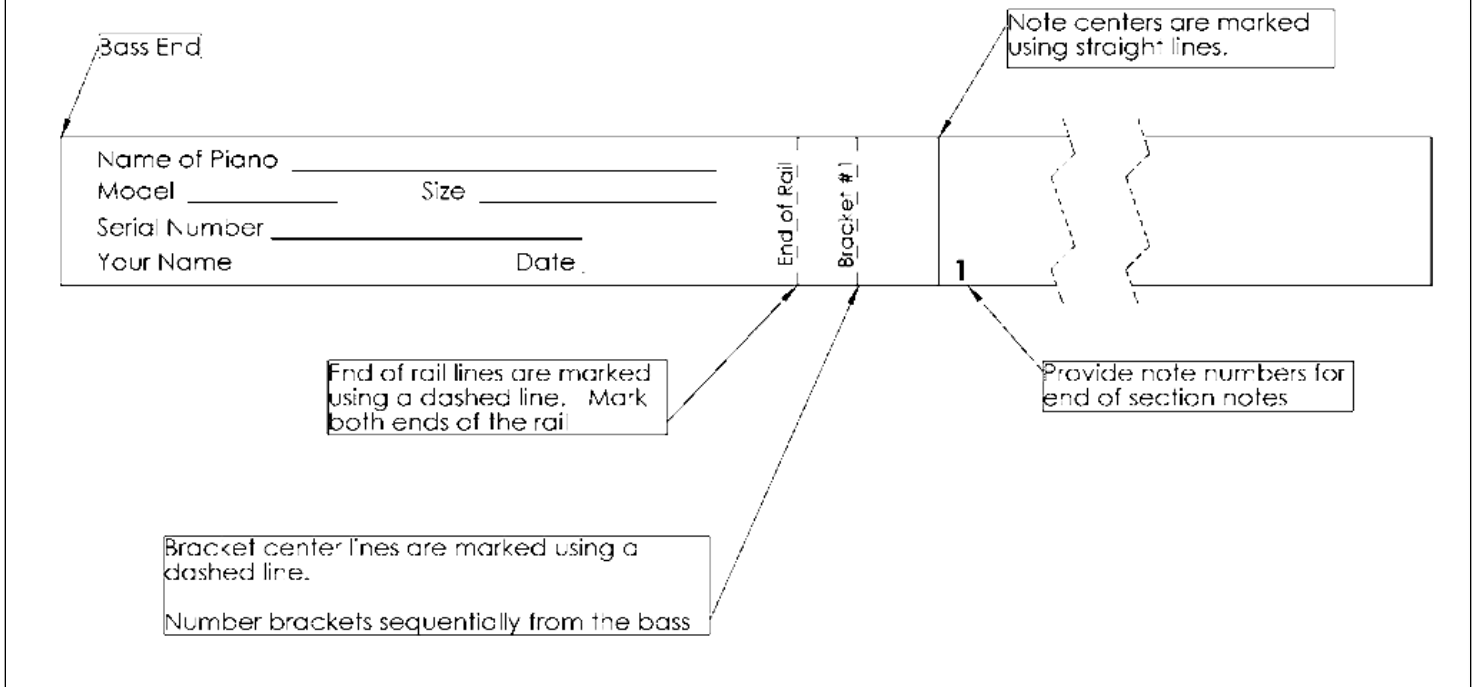 Bass End
Note centers are marked
using straight lines.
Name of Piano
Model Size
Serial Number
Your Name Date
End of Rail
Bracket #1
1
End of rail lines are marked
using a dashed line. Mark
both ends of the rail
Provide note numbers for
end of section notes
Bracket center lines are marked using a
dashed line.
Number brackets sequentially from the bass